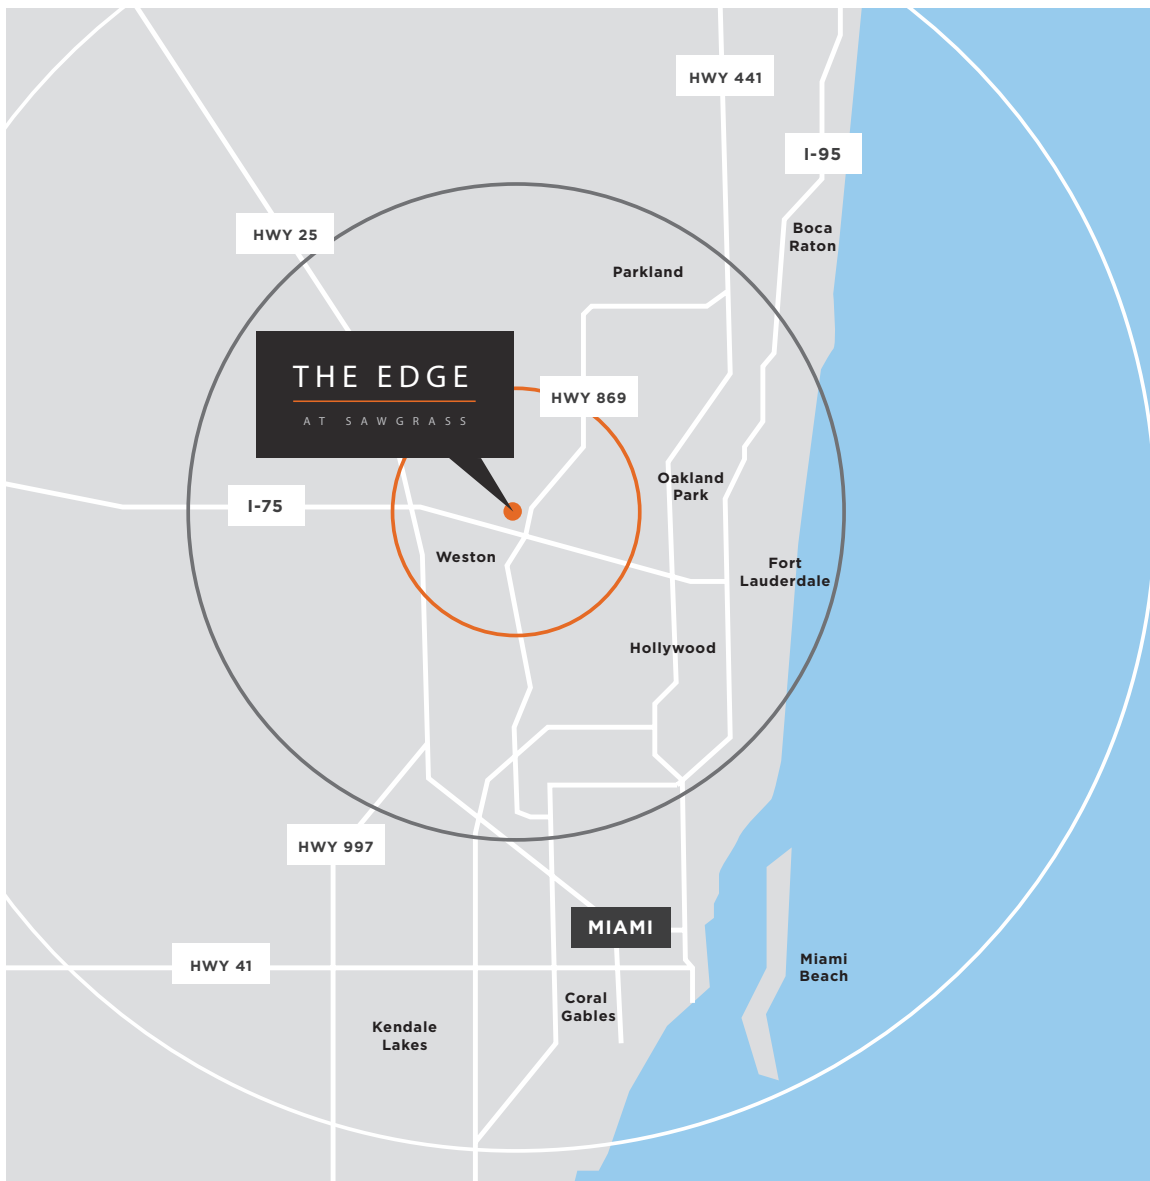 HWY 441
I-95
HWY 25
Boca
Raton
Parkland
THE EDGE
AT SAWGRASS
HWY 869
Oakland
Park
I-75
Weston
Fort
Lauderdale
Hollywood
HWY 997
MIAMI
HWY 41
Miami
Beach
Coral
Gables
Kendale
Lakes